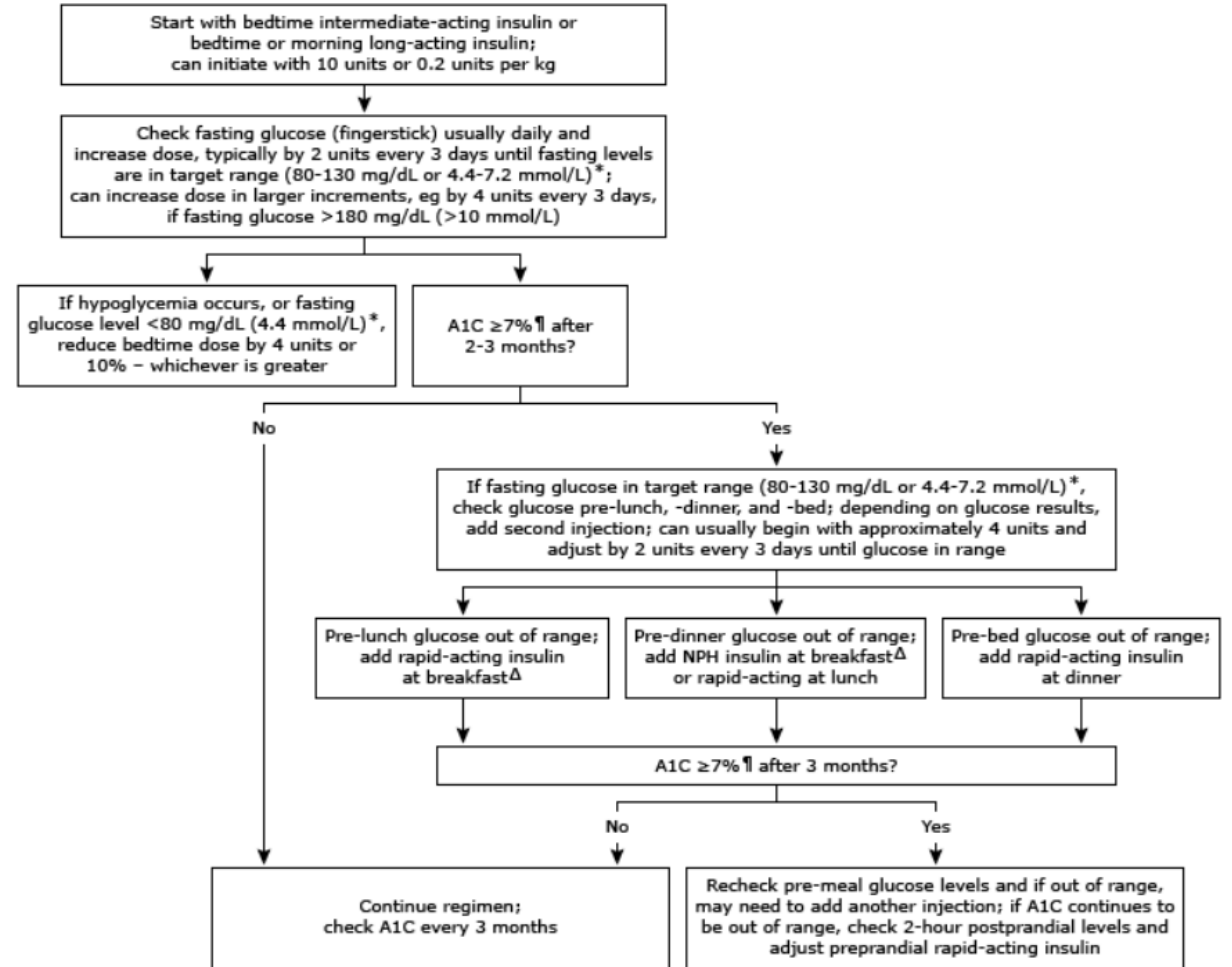 Start with bedtime intermediate-acting insulin or
bedtime or morning long-acting insulin;
can initiate with 10 units or 0.2 units per kg
Check fasting glucose (fingerstick) usually daily and
increase dose, typically by 2 units every 3 days until fasting levels
are in target range (80-130 mg/dL or 4.4-7.2 mmol/L)*;
can increase dose in larger increments, eg by 4 units every 3 days,
if fasting glucose >180 mg/dL (>10 mmol/L)
If hypoglycemia occurs, or fasting
glucose level <80 mg/dL (4.4 mmol/L)*,
reduce bedtime dose by 4 units or
10% – whichever is greater
A1C ≥7%¶ after
2-3 months?
No
Yes
If fasting glucose in target range (80-130 mg/dL or 4.4-7.2 mmol/L)*,
check glucose pre-lunch, -dinner, and -bed; depending on glucose results,
add second injection; can usually begin with approximately 4 units and
adjust by 2 units every 3 days until glucose in range
Pre-lunch glucose out of range;
add rapid-acting insulin
at breakfastΔ
Pre-dinner glucose out of range;
add NPH insulin at breakfastΔ
or rapid-acting at lunch
Pre-bed glucose out of range;
add rapid-acting insulin
at dinner
A1C ≥7%¶ after 3 months?
No
Yes
Continue regimen;
check A1C every 3 months
Recheck pre-meal glucose levels and if out of range,
may need to add another injection; if A1C continues to
be out of range, check 2-hour postprandial levels and
adjust preprandial rapid-acting insulin